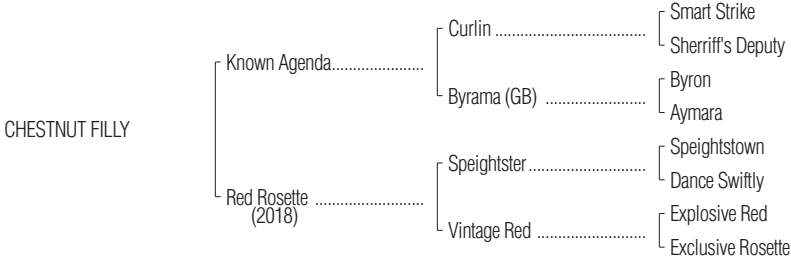 Smart Strike
Curlin ........................................
Sherriff's Deputy
Known Agenda......................
Byron
Byrama (GB) ..........................
Aymara
CHESTNUT FILLY
Speightstown
Speightster..............................
Dance Swiftly
Red Rosette ..........................
(2018)
Explosive Red
Vintage Red ............................
Exclusive Rosette